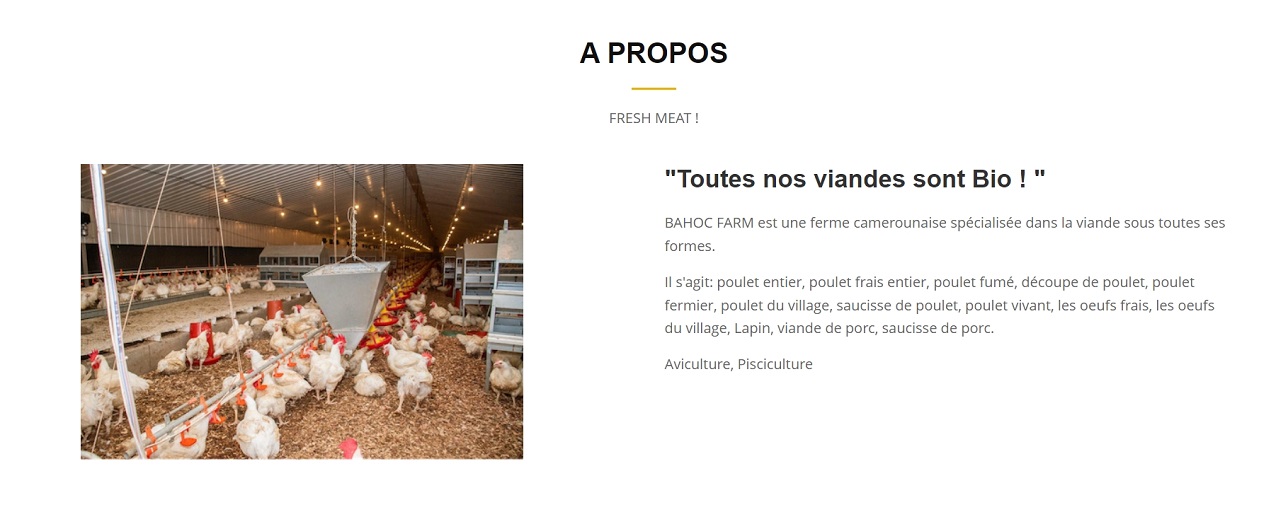 A PROPOS
FRESH MEAT !
"Toutes nos viandes sont Bio ! "
BAHOC FARM est une ferme camerounaise spécialisée dans la viande sous toutes ses
formes.
Il s'agit: poulet entier, poulet frais entier, poulet fumé, découpe de poulet, poulet
fermier, poulet du village, saucisse de poulet, poulet vivant, les oeufs frais, les oeufs
du village, Lapin, viande de porc, saucisse de porc.
Aviculture, Pisciculture